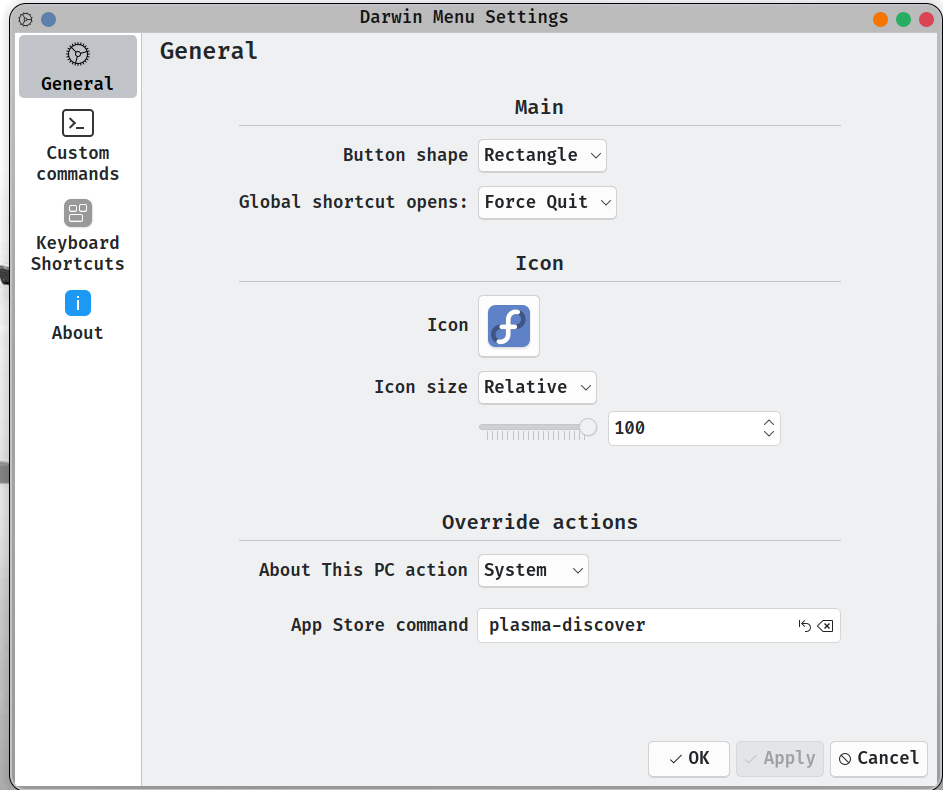 Darwin Menu Settings
General
Custom
commands
Keyboard
Shortcuts
About
General
Main
Button shape Rectangle
Global shortcut opens: Force Quit
Icon
Icon
Icon size Relative
100
Override actions
About This PC action System
App Store command plasma-discover
OK Apply Cancel